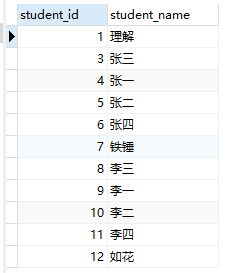 student_id student_name
1 理解
3 张三
4 张一
5 张二
6 张四
7 铁锤
8 李三
9 李一
10 李二
11 李四
12 如花